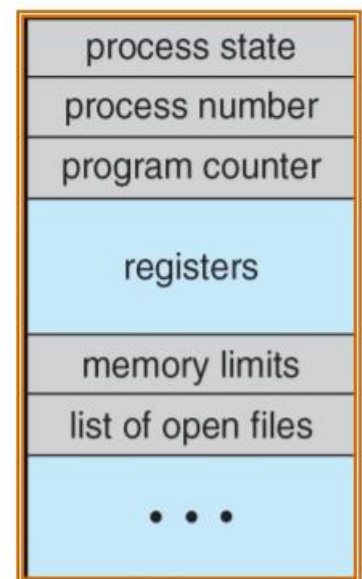 process state
process number
program counter
registers
memory limits
list of open files
• • •